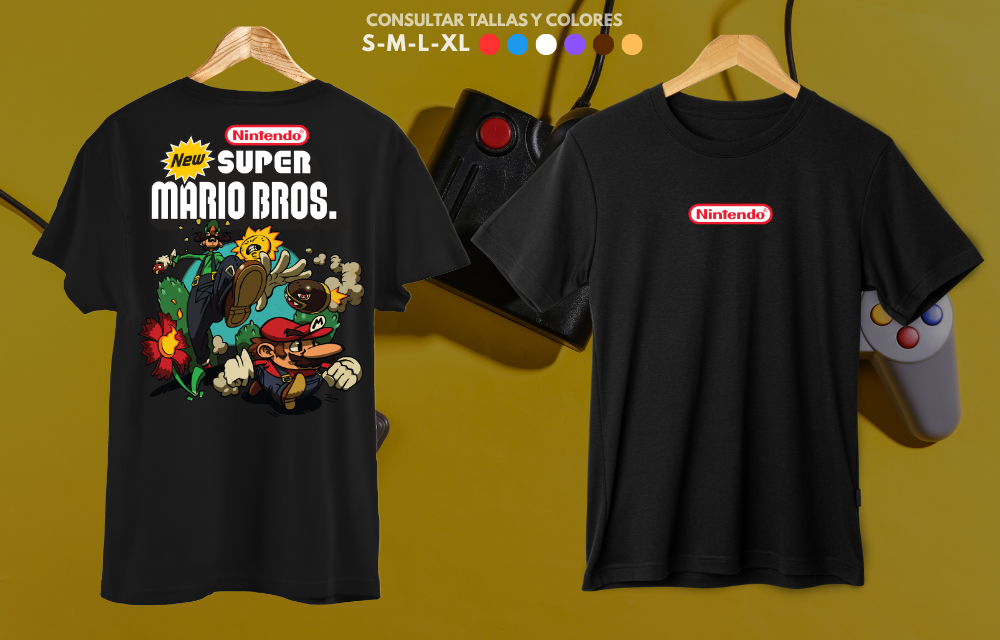 CONSULTAR TALLAS Y COLORES
S-M-L-XL
Nintendo®
New SUPER
MARIO BROS.
M
Nintendo®